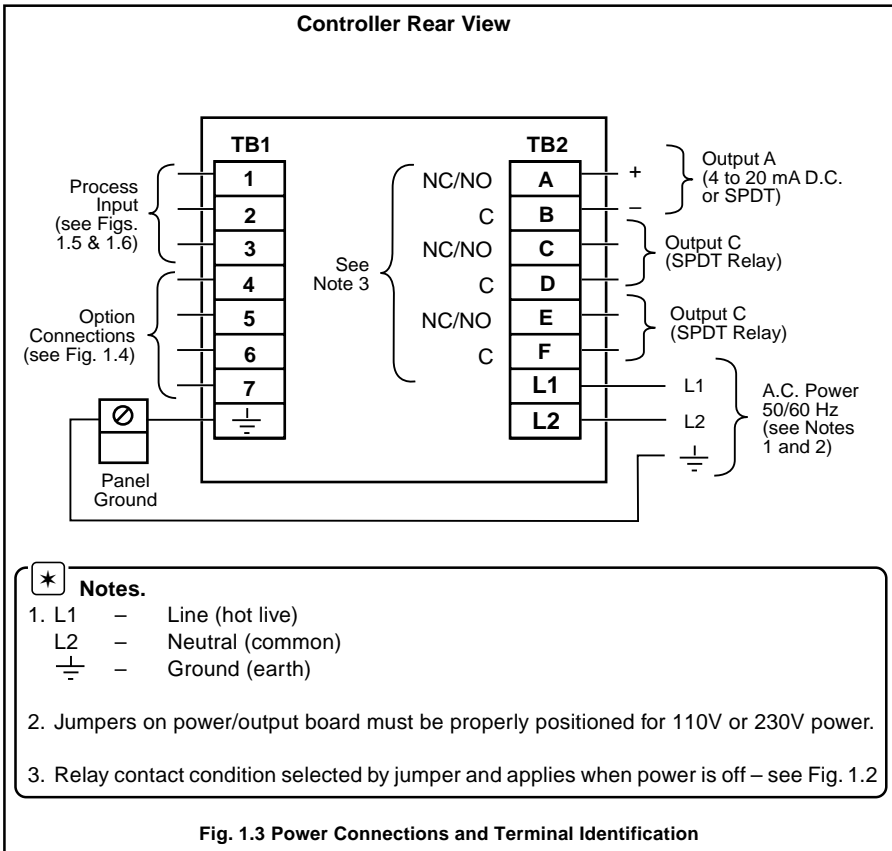 Controller Rear View
TB1
TB2
1
2
3
4
5
6
7
Process
Input
(see Figs.
1.5 & 1.6)
Option
Connections
(see Fig. 1.4)
Panel
Ground
See
Note 3
NC/NO
C
NC/NO
C
NC/NO
C
A
B
C
D
E
F
L1
L2
+
–
Output A
(4 to 20 mA D.C.
or SPDT)
Output C
(SPDT Relay)
Output C
(SPDT Relay)
L1
L2
A.C. Power
50/60 Hz
(see Notes
1 and 2)
* Notes.
1. L1 – Line (hot live)
L2 – Neutral (common)
– Ground (earth)
2. Jumpers on power/output board must be properly positioned for 110V or 230V power.
3. Relay contact condition selected by jumper and applies when power is off – see Fig. 1.2
Fig. 1.3 Power Connections and Terminal Identification